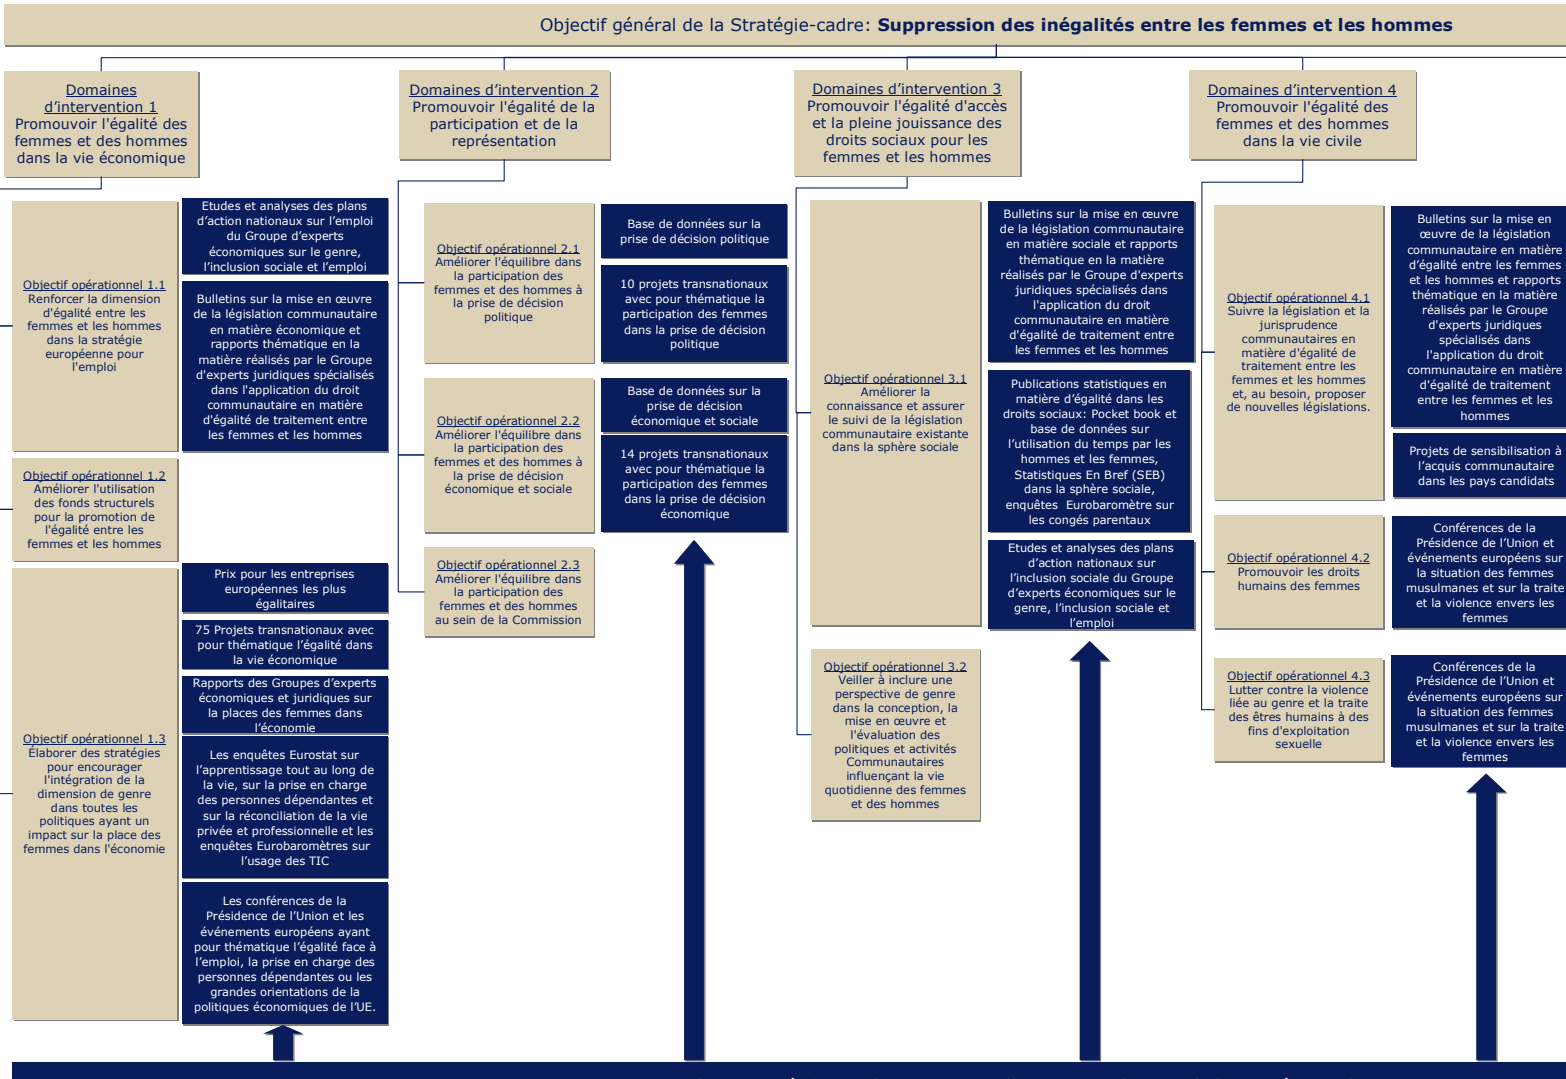 Objectif général de la Stratégie-cadre: Suppression des inégalités entre les femmes et les hommes
Domaines
d'intervention 1
Promouvoir l'égalité des
femmes et des hommes
dans la vie économique
Domaines d'intervention 2
Promouvoir l'égalité de la
participation et de la
représentation
Domaines d'intervention 3
Promouvoir l'égalité d'accès
et la pleine jouissance des
droits sociaux pour les
femmes et les hommes
Domaines d'intervention 4
Promouvoir l'égalité des
femmes et des hommes
dans la vie civile
Objectif opérationnel 1.1
Renforcer la dimension
d'égalité entre les
femmes et les hommes
dans la stratégie
européenne pour
l'emploi
Etudes et analyses des plans
d'action nationaux sur l'emploi
du Groupe d'experts
économiques sur le genre,
l'inclusion sociale et l'emploi
Bulletins sur la mise en œuvre
de la législation communautaire
en matière économique et
rapports thématique en la
matière réalisés par le Groupe
d'experts juridiques spécialisés
dans l'application du droit
communautaire en matière
d'égalité de traitement entre
les femmes et les hommes
Objectif opérationnel 1.2
Améliorer l'utilisation
des fonds structurels
pour la promotion de
l'égalité entre les
femmes et les hommes
Objectif opérationnel 1.3
Élaborer des stratégies
pour encourager
l'intégration de la
dimension de genre
dans toutes les
politiques ayant un
impact sur la place des
femmes dans l'économie
Prix pour les entreprises
européennes les plus
égalitaires
75 Projets transnationaux avec
pour thématique l'égalité dans
la vie économique
Rapports des Groupes d'experts
économiques et juridiques sur
la places des femmes dans
l'économie
Les enquêtes Eurostat sur
l'apprentissage tout au long de
la vie, sur la prise en charge
des personnes dépendantes et
sur la réconciliation de la vie
privée et professionnelle et les
enquêtes Eurobaromètres sur
l'usage des TIC
Les conférences de la
Présidence de l'Union et les
événements européens ayant
pour thématique l'égalité face à
l'emploi, la prise en charge des
personnes dépendantes ou les
grandes orientations de la
politiques économiques de l'UE.
Objectif opérationnel 2.1
Améliorer l'équilibre dans
la participation des
femmes et des hommes à
la prise de décision
politique
Base de données sur la
prise de décision politique
10 projets transnationaux
avec pour thématique la
participation des femmes
dans la prise de décision
politique
Objectif opérationnel 2.2
Améliorer l'équilibre dans
la participation des
femmes et des hommes à
la prise de décision
économique et sociale
Base de données sur la
prise de décision
économique et sociale
14 projets transnationaux
avec pour thématique la
participation des femmes
dans la prise de décision
économique
Objectif opérationnel 2.3
Améliorer l'équilibre dans
la participation des
femmes et des hommes
au sein de la Commission
Objectif opérationnel 3.1
Améliorer la
connaissance et assurer
le suivi de la législation
communautaire existante
dans la sphère sociale
Bulletins sur la mise en œuvre
de la législation communautaire
en matière sociale et rapports
thématique en la matière
réalisés par le Groupe d'experts
juridiques spécialisés dans
l'application du droit
communautaire en matière
d'égalité de traitement entre
les femmes et les hommes
Publications statistiques en
matière d'égalité dans les
droits sociaux: Pocket book et
base de données sur
l'utilisation du temps par les
hommes et les femmes,
Statistiques En Bref (SEB)
dans la sphère sociale,
enquêtes Eurobaromètre sur
les congés parentaux
Etudes et analyses des plans
d'action nationaux sur
l'inclusion sociale du Groupe
d'experts économiques sur le
genre, l'inclusion sociale et
l'emploi
Objectif opérationnel 3.2
Veiller à inclure une
perspective de genre
dans la conception, la
mise en œuvre et
l'évaluation des
politiques et activités
Communautaires
influençant la vie
quotidienne des femmes
et des hommes
Objectif opérationnel 4.1
Suivre la législation et la
jurisprudence
communautaires en
matière d'égalité de
traitement entre les
femmes et les hommes
et, au besoin, proposer
de nouvelles législations.
Bulletins sur la mise en
œuvre de la législation
communautaire en matière
d'égalité entre les femmes
et les hommes et rapports
thématique en la matière
réalisés par le Groupe
d'experts juridiques
spécialisés dans
l'application du droit
communautaire en matière
d'égalité de traitement
entre les femmes et les
hommes
Projets de sensibilisation à
l'acquis communautaire
dans les pays candidats
Objectif opérationnel 4.2
Promouvoir les droits
humains des femmes
Conférences de la
Présidence de l'Union et
événements européens sur
la situation des femmes
musulmanes et sur la traite
et la violence envers les
femmes
Objectif opérationnel 4.3
Lutter contre la violence
liée au genre et la traite
des êtres humains à des
fins d'exploitation
sexuelle
Conférences de la
Présidence de l'Union et
événements européens sur
la situation des femmes
musulmanes et sur la traite
et la violence envers les
femmes